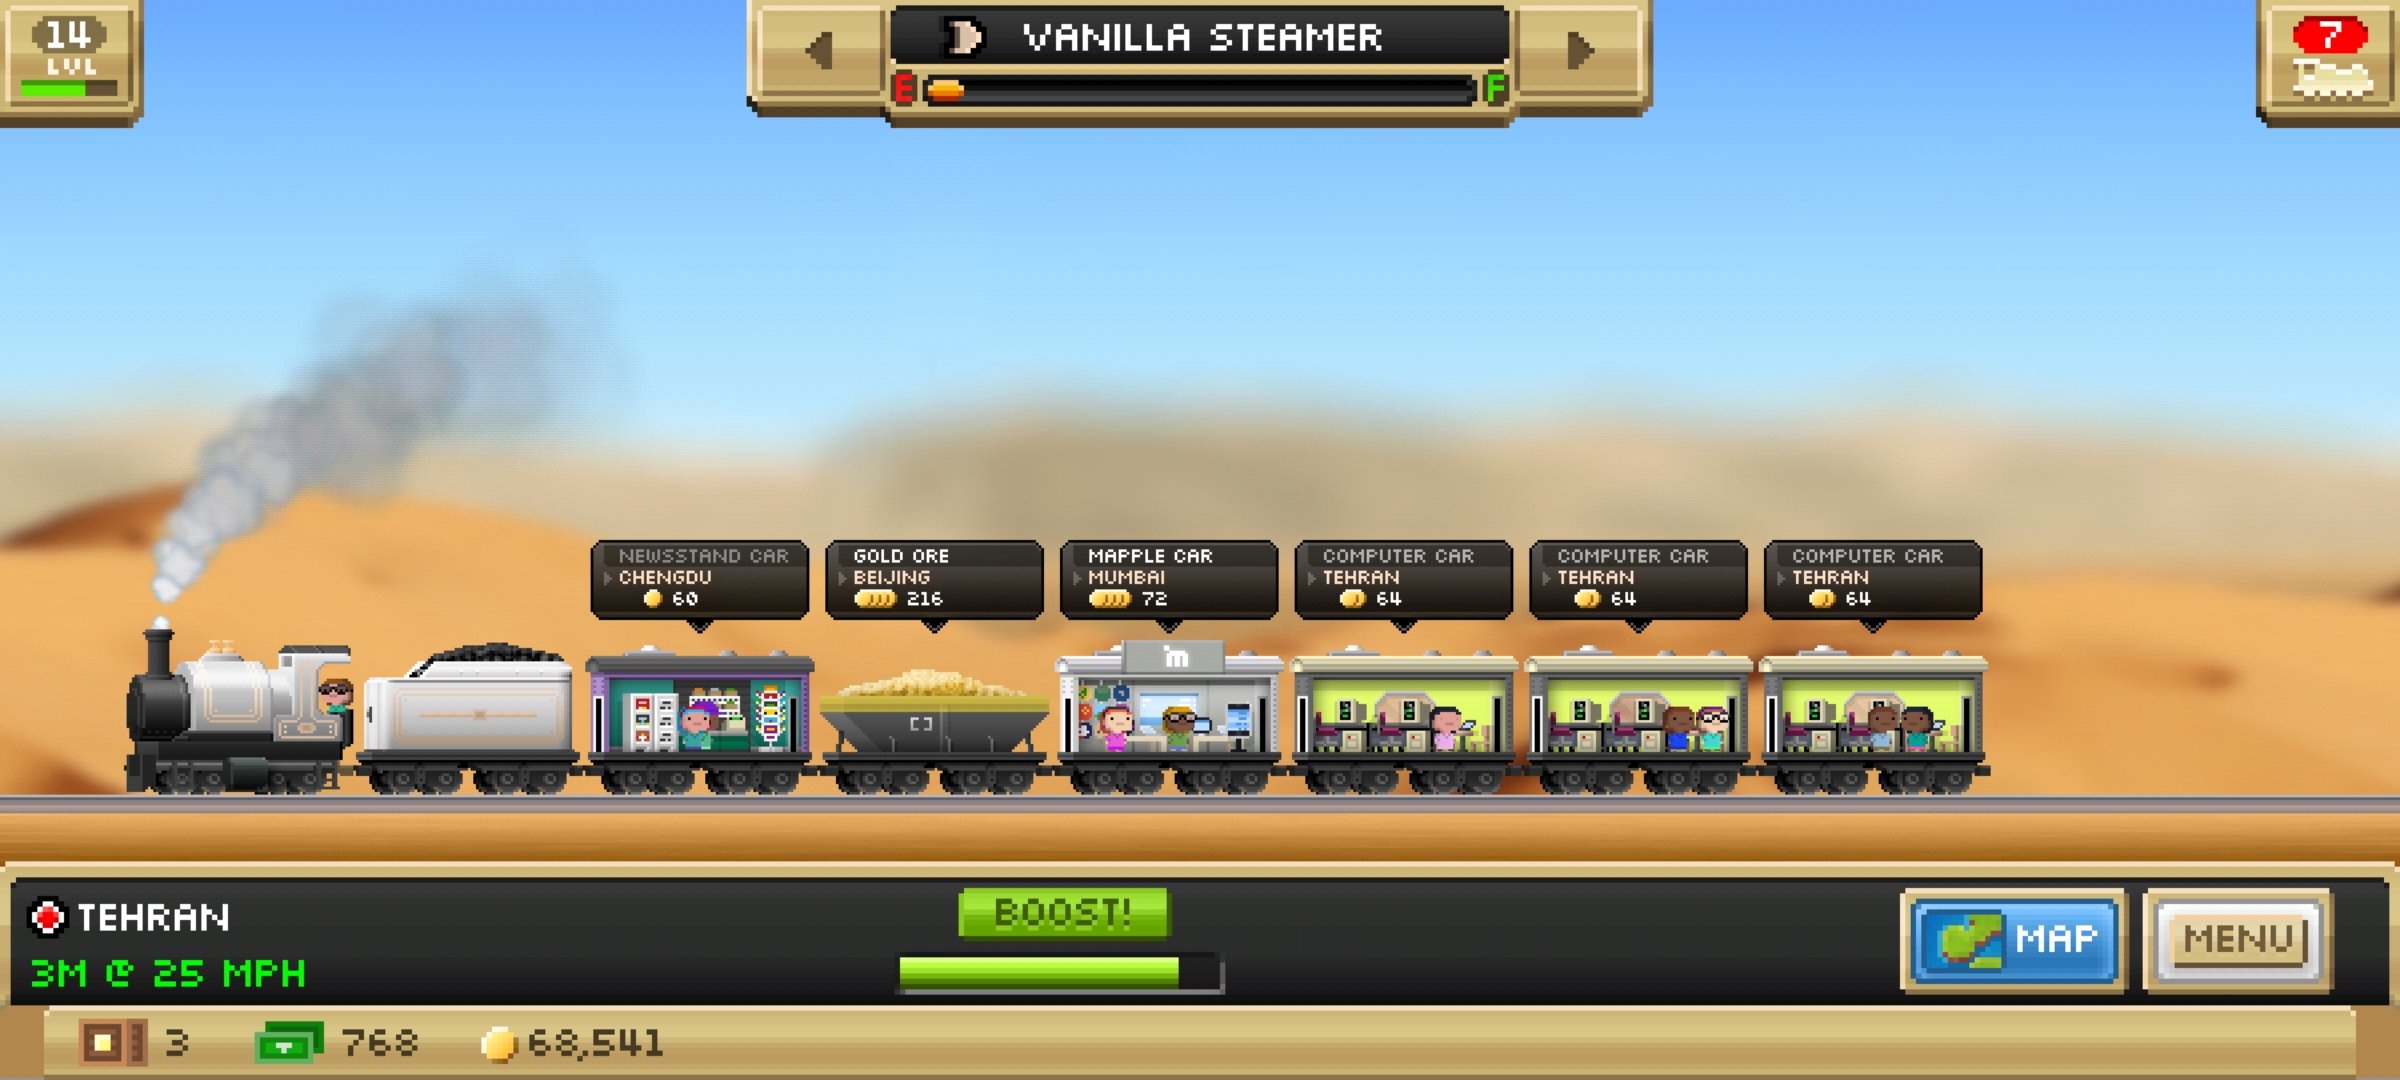 14
LVL
VANILLA STEAMER
E
F
7
NEWSSTAND CAR
CHENGDU
60
GOLD ORE
BEIJING
216
MAPPLE CAR
MUMBAI
72
COMPUTER CAR
TEHRAN
64
COMPUTER CAR
TEHRAN
64
COMPUTER CAR
TEHRAN
64
m
TEHRAN
3M @ 25 MPH
BOOST!
MAP
MENU
3
768
68,541